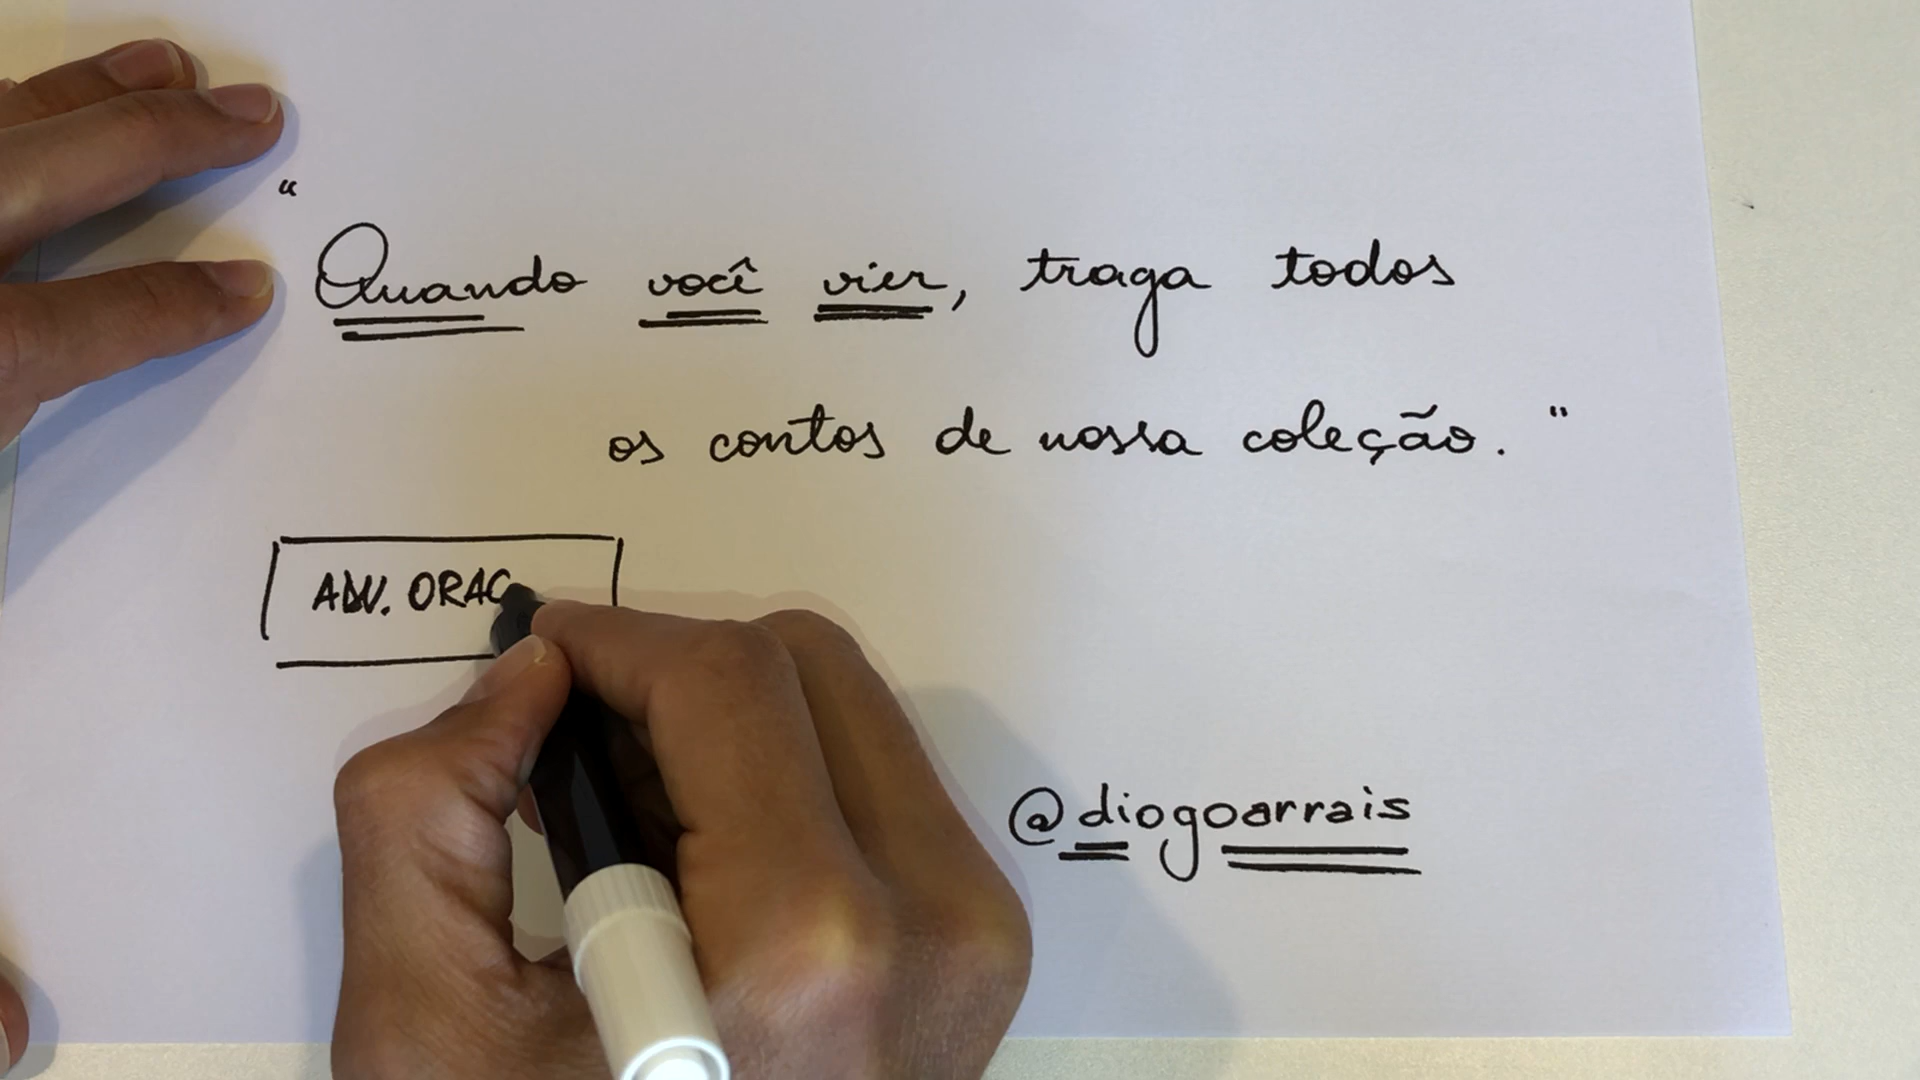 “Quando você vier, traga todos
os contos de nossa coleção."
ADV. ORAC
@diogoarrais